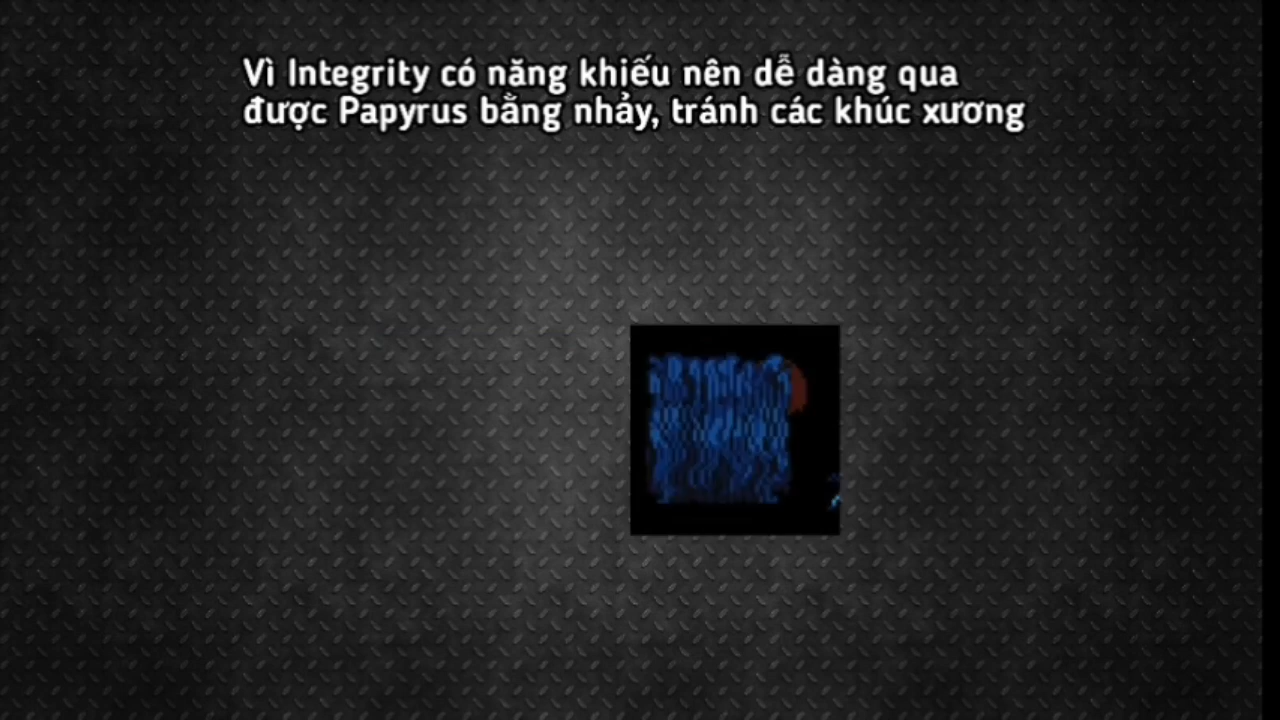 Vì Integrity có năng khiếu nên dễ dàng qua
được Papyrus bằng nhảy, tránh các khúc xương